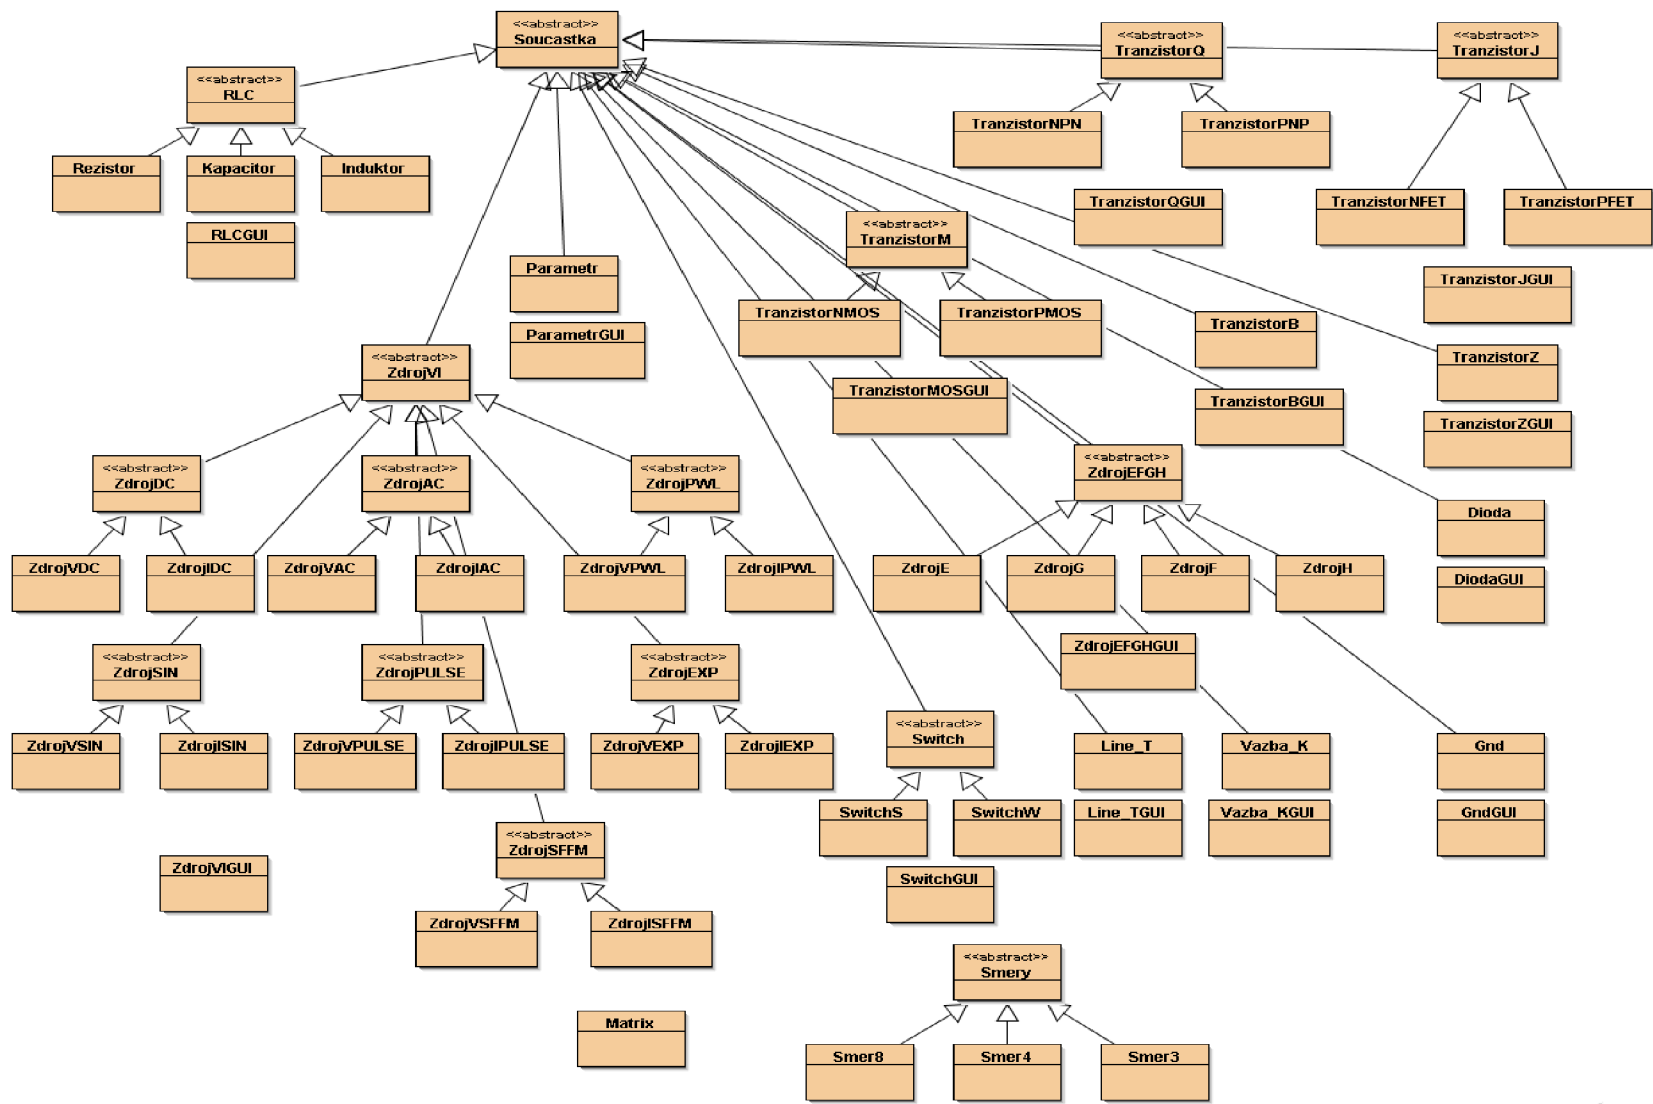 <<abstract>>
Soucastka
<<abstract>>
TranzistorQ
<<abstract>>
TranzistorJ
<<abstract>>
RLC
TranzistorNPN
TranzistorPNP
Rezistor
Kapacitor
Induktor
TranzistorQGUI
TranzistorNFET
TranzistorPFET
RLCGUI
<<abstract>>
TranzistorM
Parametr
TranzistorJGUI
TranzistorNMOS
TranzistorPMOS
TranzistorB
ParametrGUI
<<abstract>>
ZdrojVI
TranzistorZ
TranzistorMOSGUI
TranzistorBGUI
TranzistorZGUI
<<abstract>>
ZdrojDC
<<abstract>>
ZdrojAC
<<abstract>>
ZdrojPWL
<<abstract>>
ZdrojEFGH
Dioda
ZdrojVDC
ZdrojIDC
ZdrojVAC
ZdrojIAC
ZdrojVPWL
ZdrojIPWL
ZdrojE
ZdrojG
ZdrojF
ZdrojH
DiodaGUI
<<abstract>>
ZdrojSIN
<<abstract>>
ZdrojPULSE
<<abstract>>
ZdrojEXP
ZdrojEFGHGUI
<<abstract>>
Switch
ZdrojVSIN
ZdrojISIN
ZdrojVPULSE
ZdrojIPULSE
ZdrojVEXP
ZdrojIEXP
Line_T
Vazba_K
Gnd
SwitchS
SwitchW
Line_TGUI
Vazba_KGUI
GndGUI
<<abstract>>
ZdrojSFFM
ZdrojVIGUI
SwitchGUI
ZdrojVSFFM
ZdrojISFFM
<<abstract>>
Smery
Matrix
Smer8
Smer4
Smer3